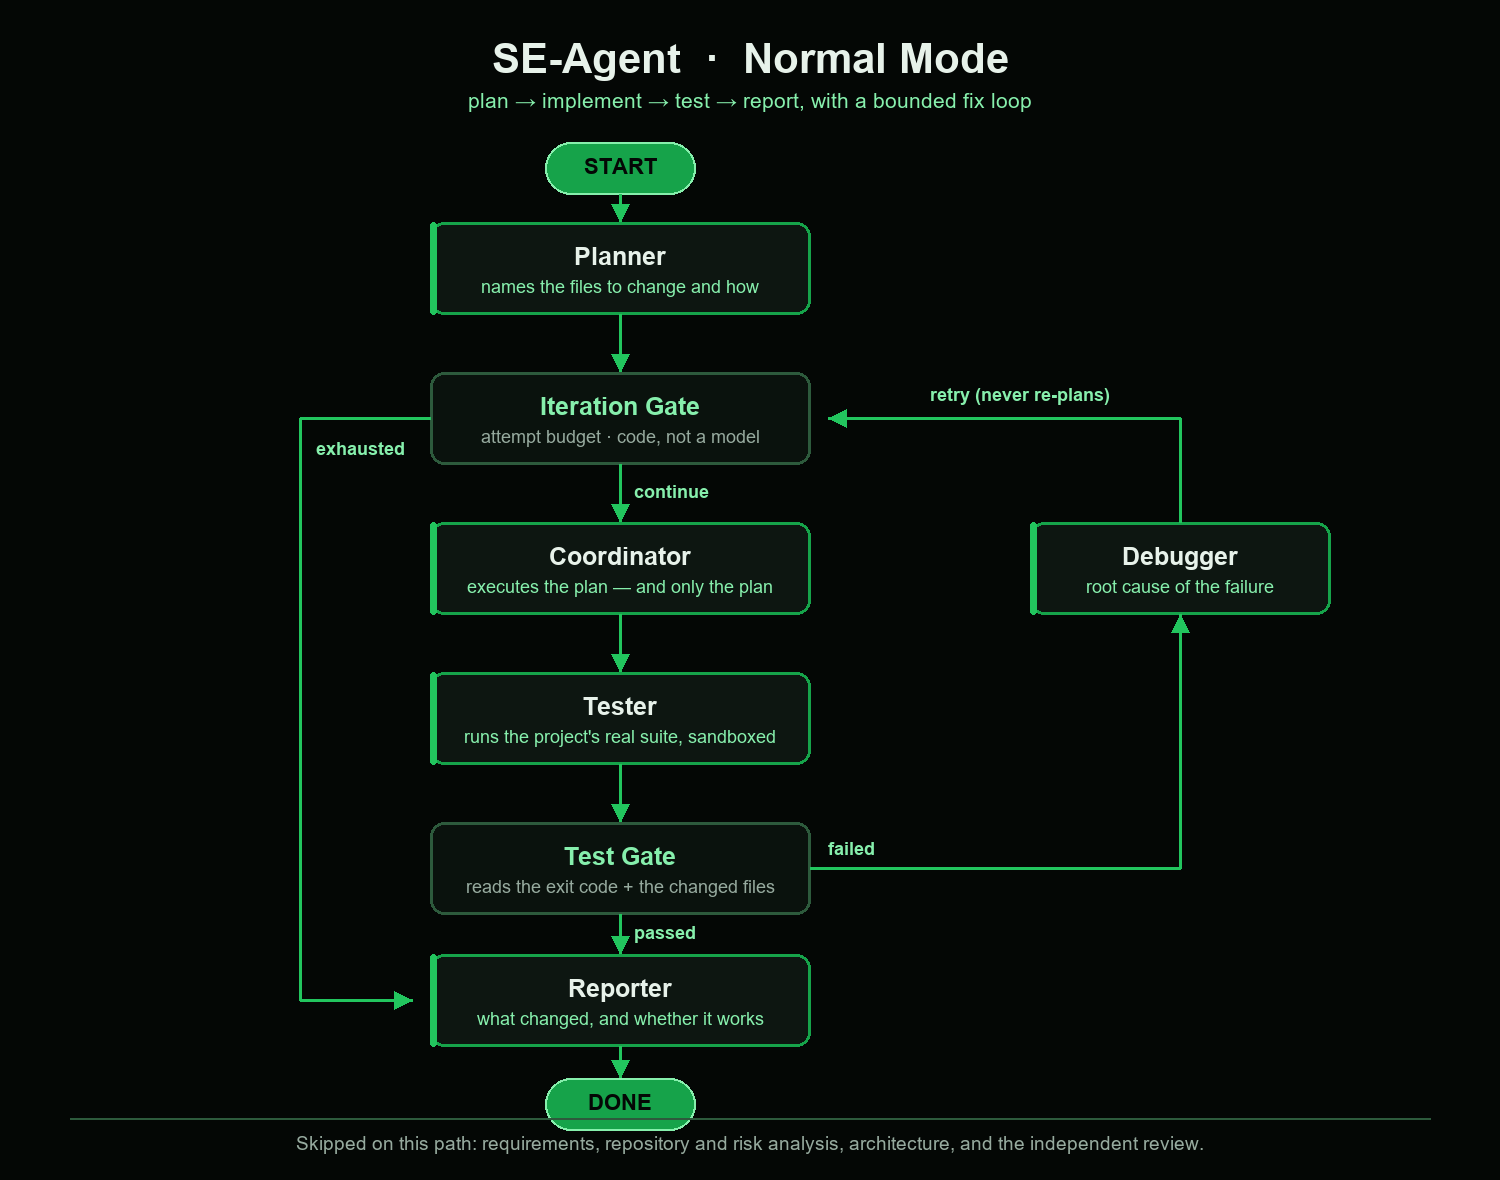 SE-Agent · Normal Mode
plan → implement → test → report, with a bounded fix loop
START
Planner
names the files to change and how
Iteration Gate
attempt budget · code, not a model
retry (never re-plans)
exhausted
continue
Coordinator
executes the plan — and only the plan
Debugger
root cause of the failure
Tester
runs the project's real suite, sandboxed
Test Gate
reads the exit code + the changed files
failed
passed
Reporter
what changed, and whether it works
DONE
Skipped on this path: requirements, repository and risk analysis, architecture, and the independent review.